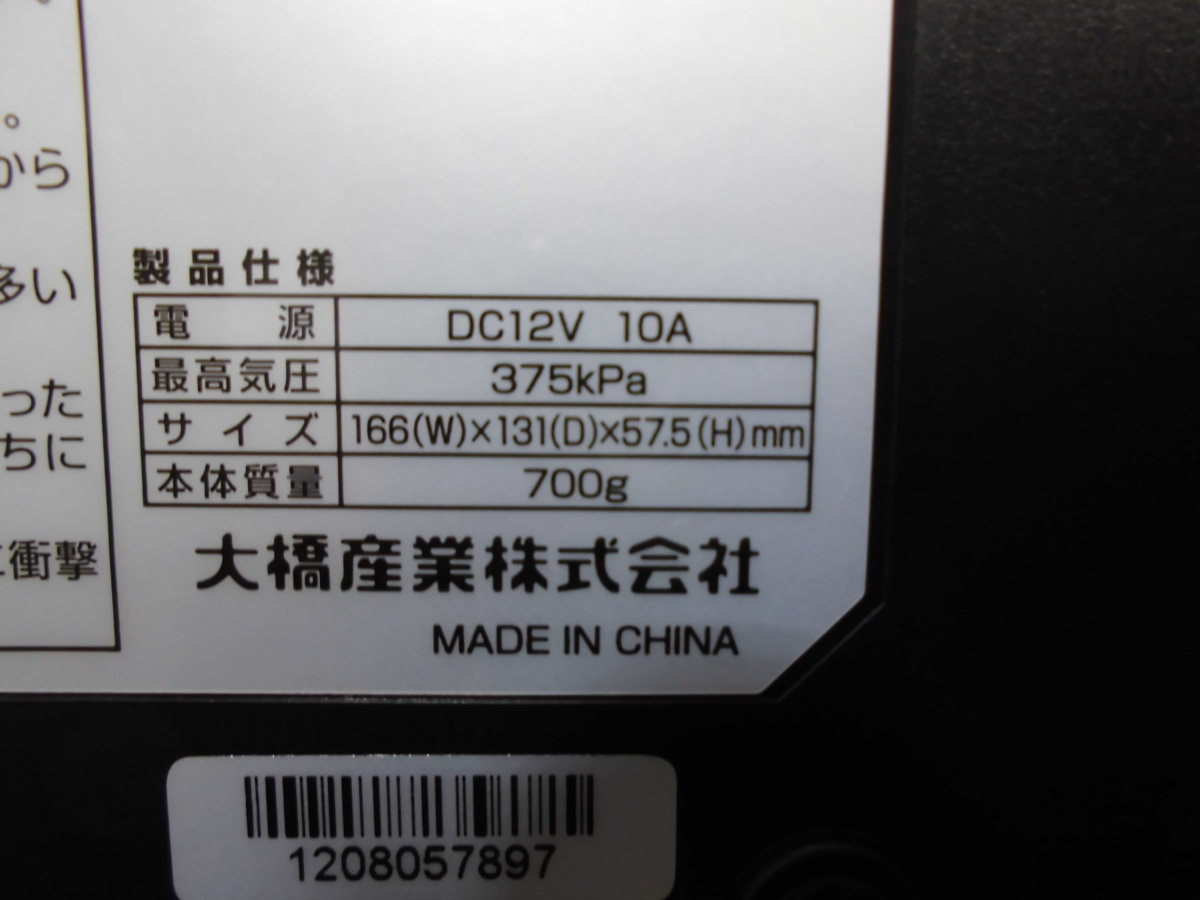 。
から
多い
った
ちに
に衝撃
製品仕様
電源 DC12V 10A
最高気圧 375kPa
サイズ 166(W)×131(D)×57.5(H)mm
本体質量 700g
大橋産業株式会社
MADE IN CHINA
1208057897